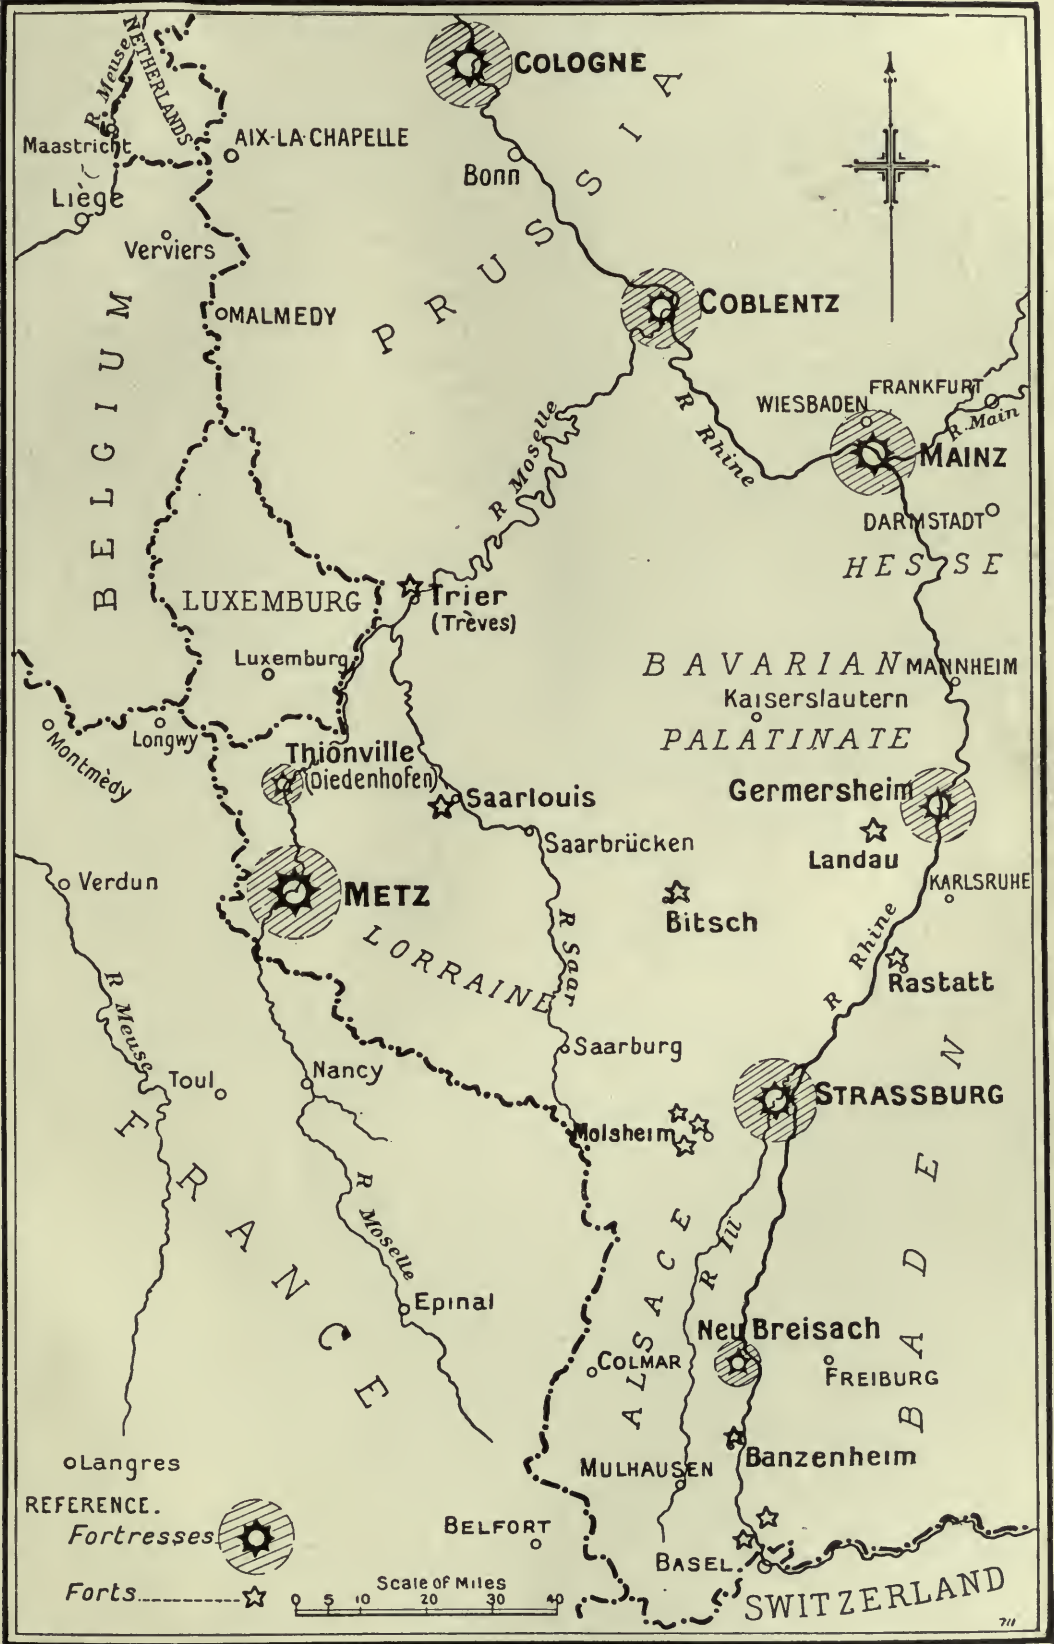 COLOGNE
R Meuse
NETHERLANDS
Maastricht
AIX-LA-CHAPELLE
Liége
Bonn
Verviers
PRUSSIA
MALMEDY
COBLENTZ
BELGIUM
R Moselle
R Rhine
WIESBADEN
FRANKFURT
R. Main
MAINZ
DARMSTADT
HESSE
LUXEMBURG
Trier
(Trèves)
Luxemburg
BAVARIAN
MANNHEIM
Kaiserslautern
PALATINATE
Montmèdy
Longwy
Thiônville
(Diedenhofen)
Saarlouis
Germersheim
Saarbrücken
Landau
Verdun
METZ
KARLSRUHE
Bitsch
LORRAINE
R Saar
R Rhine
Rastatt
R Meuse
Saarburg
Toul
Nancy
STRASSBURG
Molsheim
FRANCE
R Moselle
ALSACE
R Ill
BADEN
Epinal
Neu Breisach
COLMAR
FREIBURG
Langres
MULHAUSEN
Banzenheim
REFERENCE.
Fortresses
BELFORT
BASEL.
Forts
Scale of Miles
0 5 10 20 30 40
SWITZERLAND
711